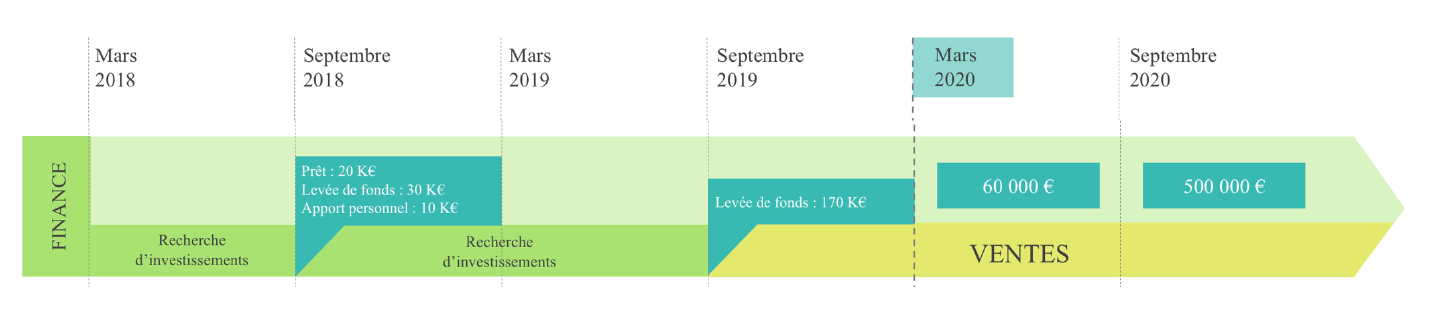 Mars
2018
Septembre
2018
Mars
2019
Septembre
2019
Mars
2020
Septembre
2020
FINANCE
Prêt : 20 K€
Levée de fonds : 30 K€
Apport personnel : 10 K€
Levée de fonds : 170 K€
60 000 €
500 000 €
Recherche
d’investissements
Recherche
d’investissements
VENTES